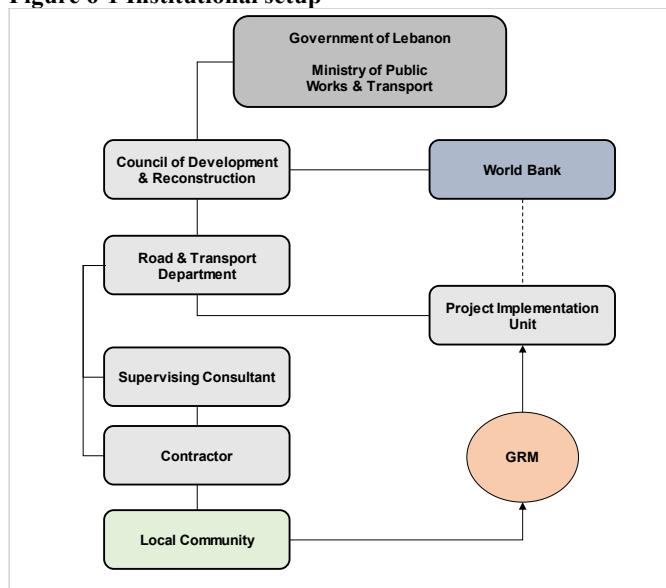 Figure 6-1 Institutional setup
Government of Lebanon
Ministry of Public
Works & Transport
Council of Development
& Reconstruction
World Bank
Road & Transport
Department
Project Implementation
Unit
Supervising Consultant
Contractor
GRM
Local Community